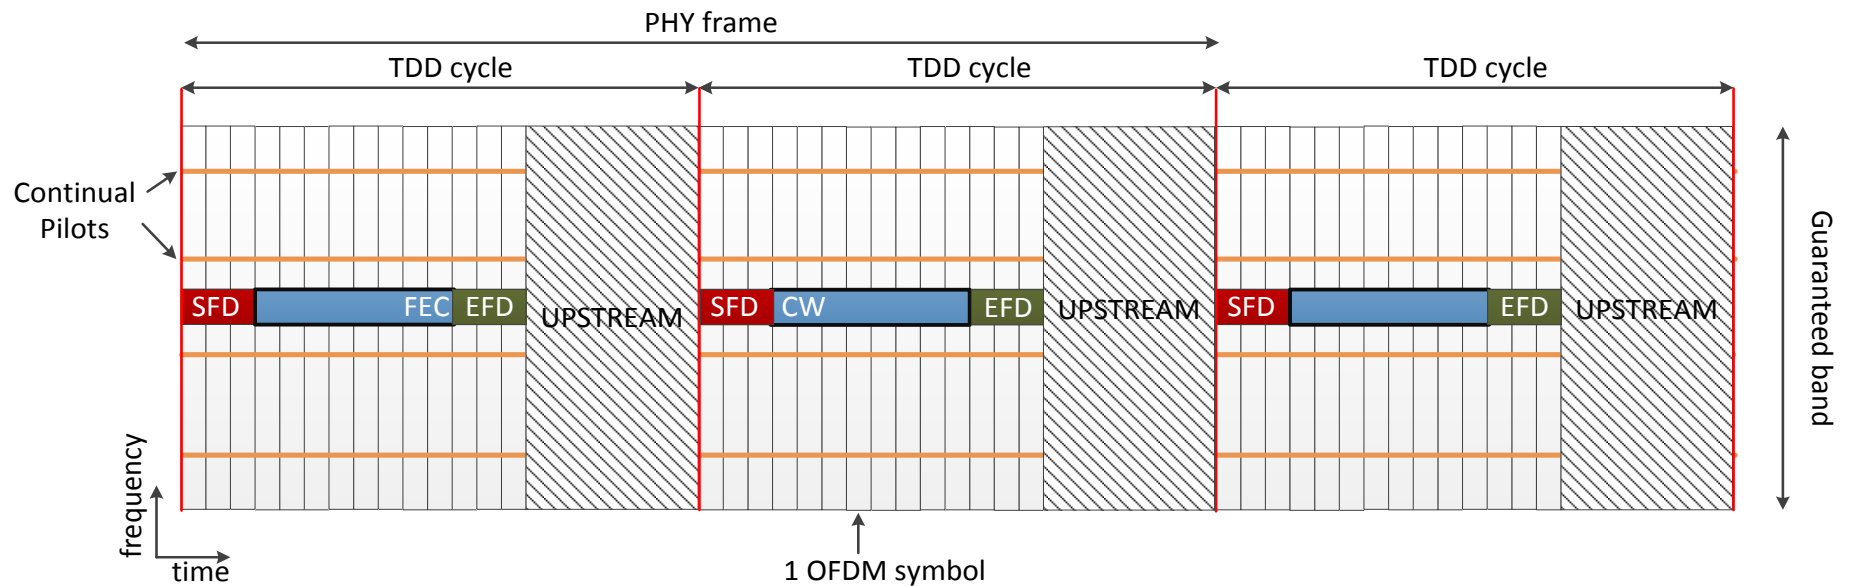 PHY frame
TDD cycle
TDD cycle
TDD cycle
Continual
Pilots
Guaranteed band
SFD
FEC
EFD
UPSTREAM
SFD
CW
EFD
UPSTREAM
SFD
EFD
UPSTREAM
frequency
time
1 OFDM symbol